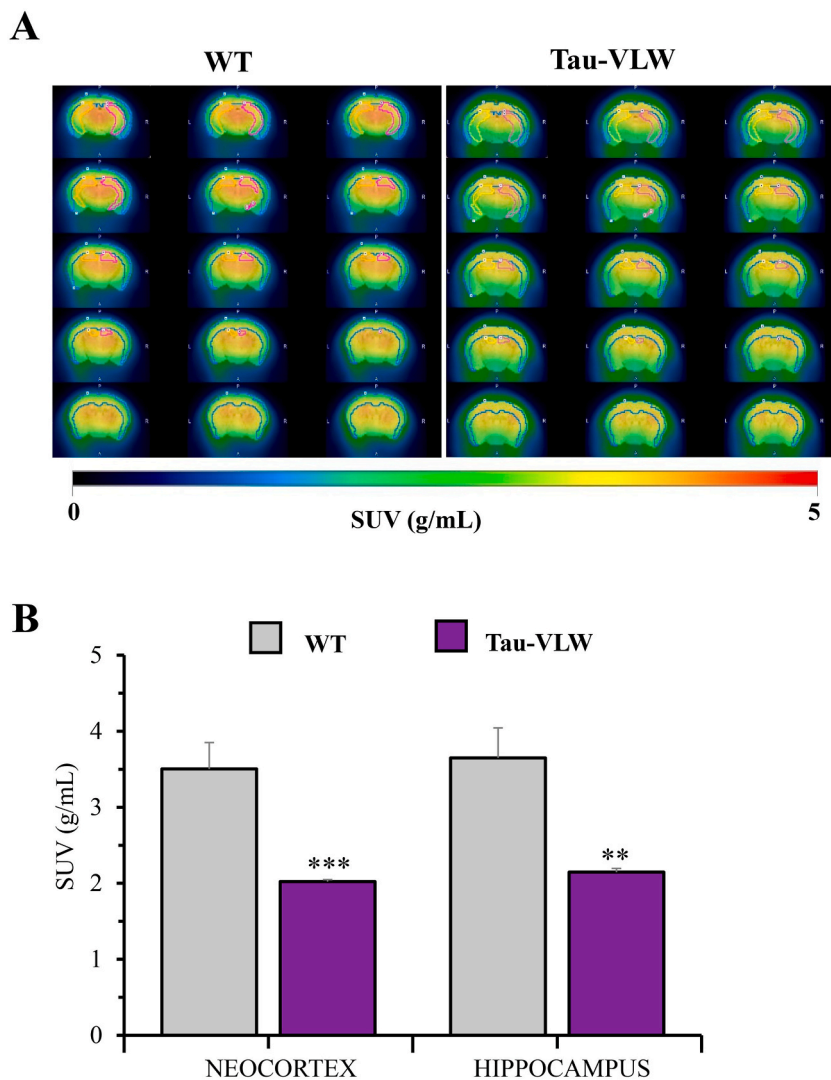 A
WT Tau-VLW
0 5
SUV (g/mL)
B
WT Tau-VLW
5
4
3
2
1
0
SUV (g/mL)
***
**
NEOCORTEX HIPPOCAMPUS